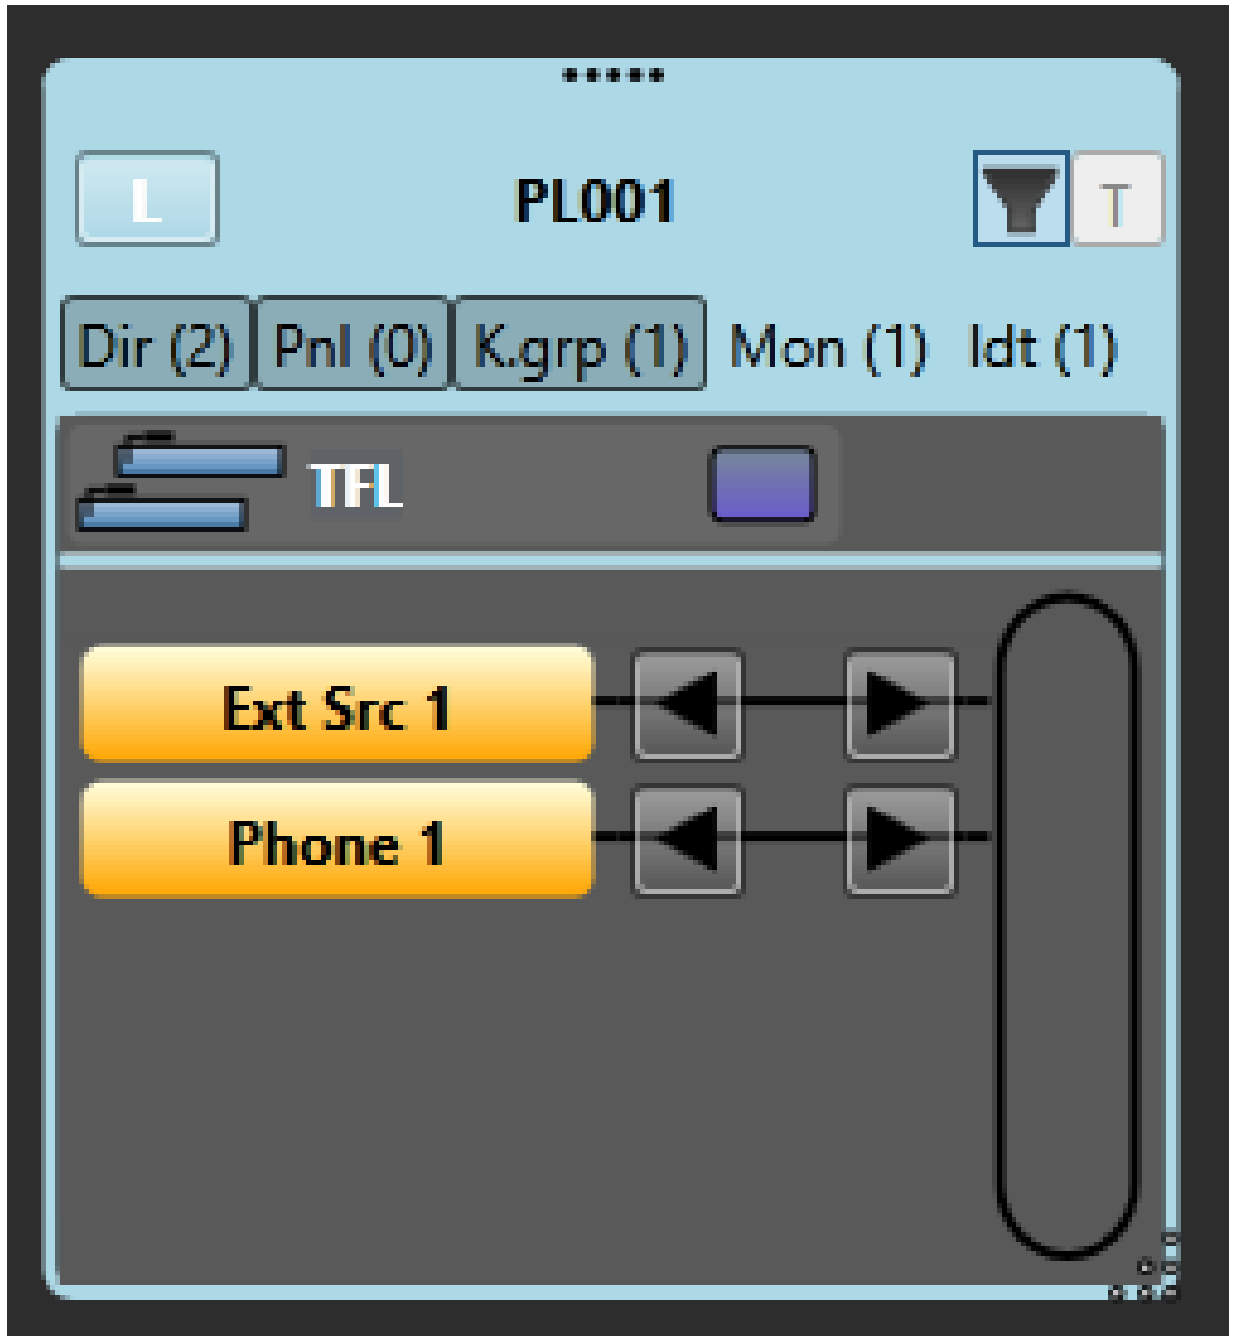 L PL001 T
Dir (2) Pnl (0) K.grp (1) Mon (1) Idt (1)
TFL
Ext Src 1
Phone 1